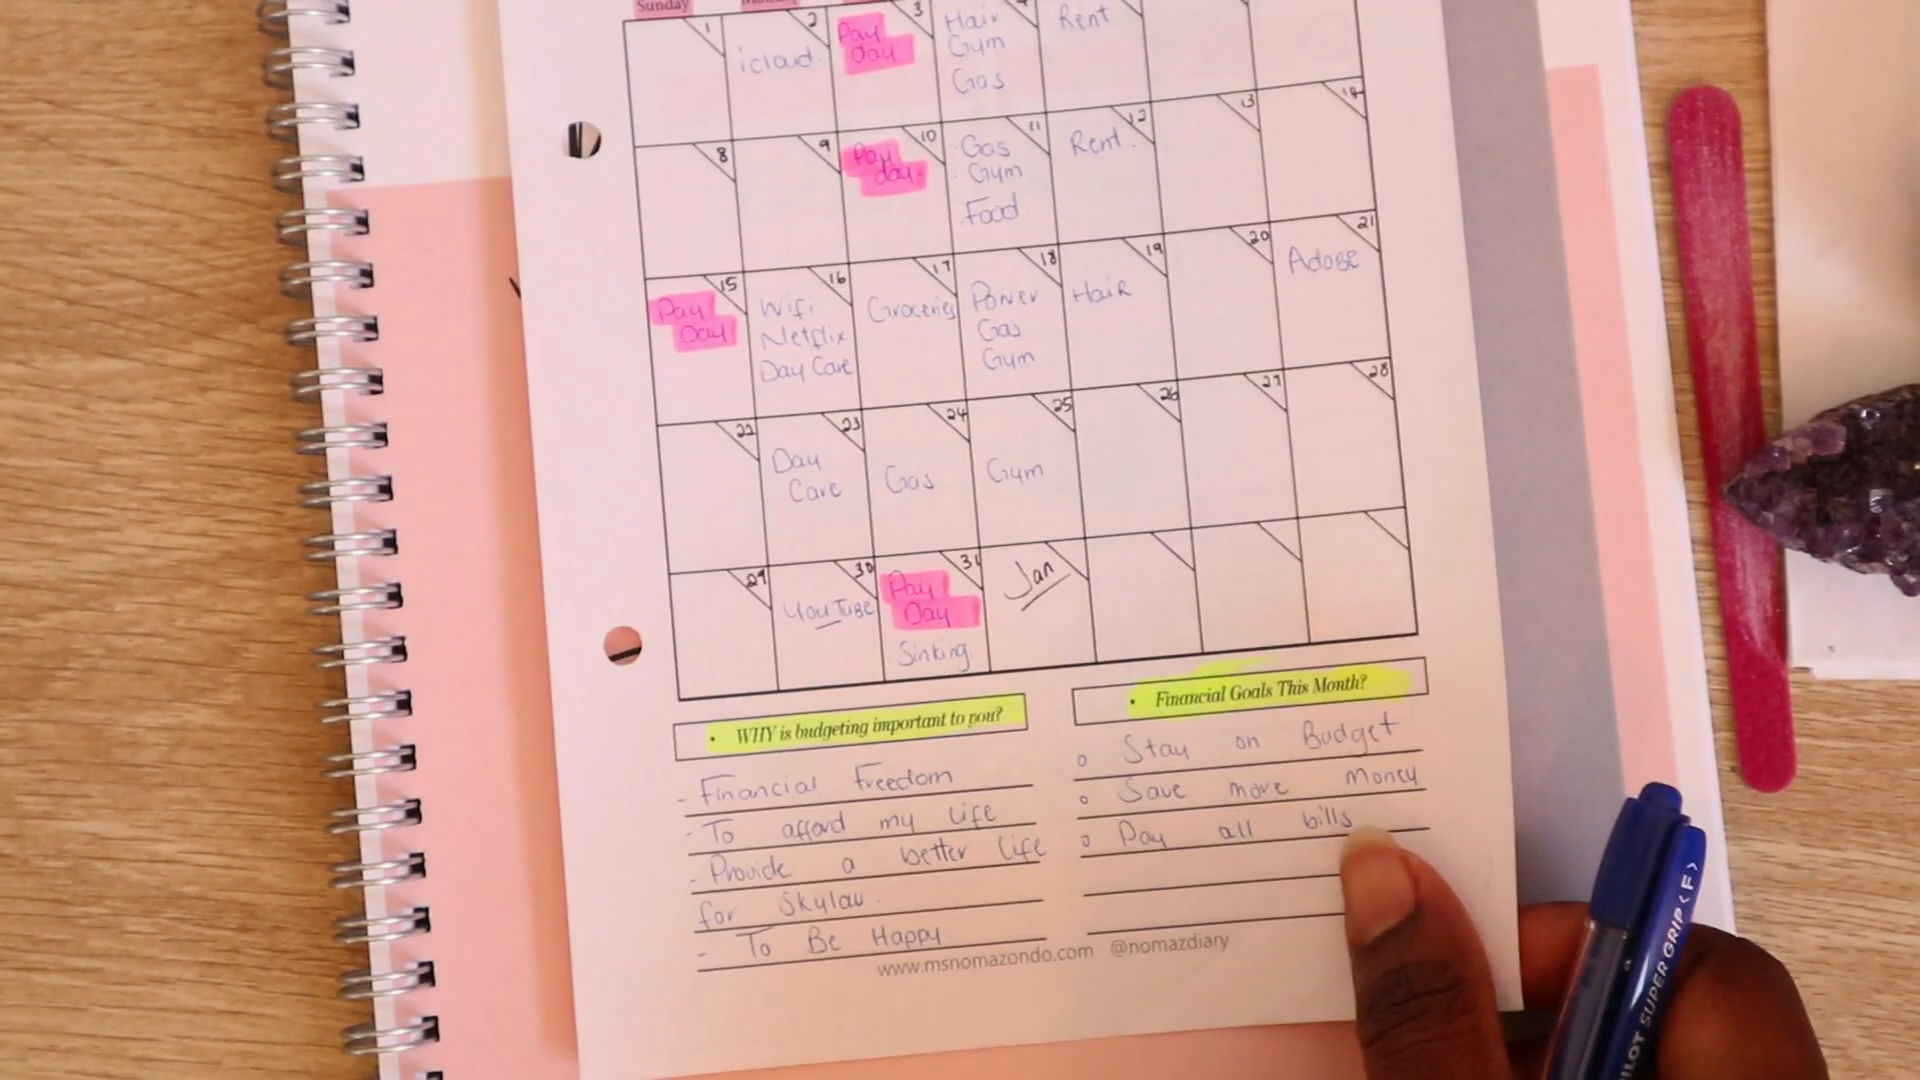 Sunday
1
2
icloud.
3
Pay
day
Hair
Gym
Gas
Rent
8
9
10
Pay
day.
11
Gas
Gym
Food
12
Rent.
13
14
15
Pay
Day
16
Wifi
Netflix
Day Care
17
Groceries
18
Power
Gas
Gym
19
HaiR
20
21
AdoBe
22
23
Day
Care
24
Gas
25
Gym
26
27
28
29
30
YouTuBe
31
Pay
Day
Sinking.
Jan
• WHY is budgeting important to you?
- Financial Freedom
- To afford my life
- Provide a better life
for Skylaw.
- To Be Happy
• Financial Goals This Month?
o Stay on Budget
o Save more money
o Pay all bills
www.msnomazondo.com @nomazdiary
PILOT SUPER GRIP <F>